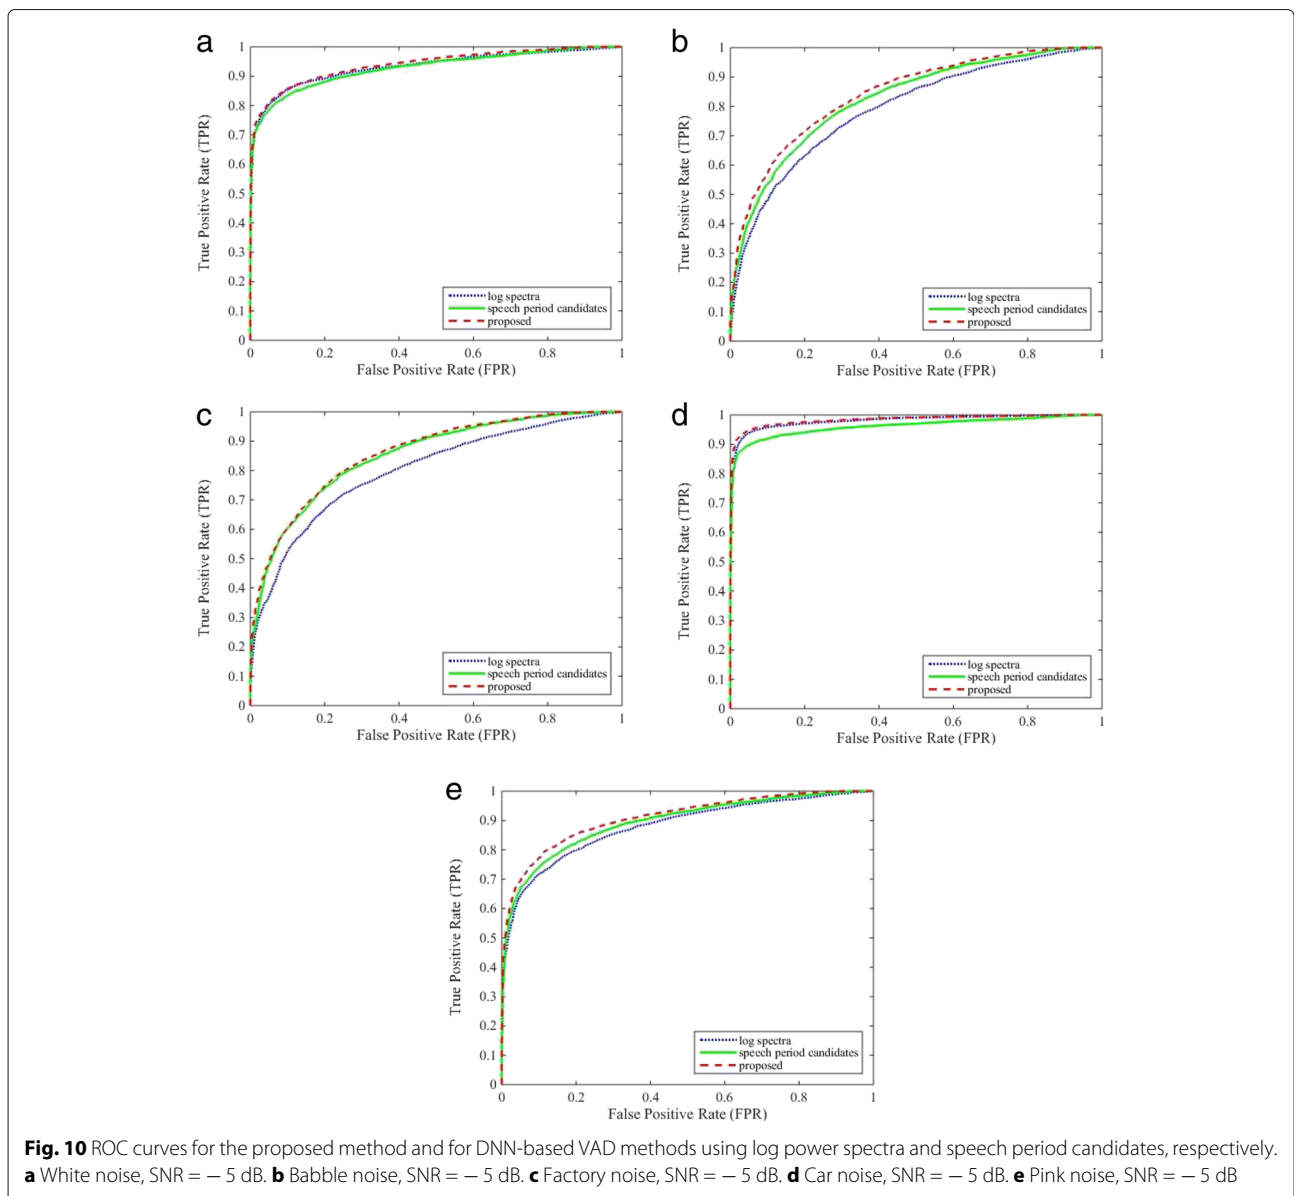 a
1
0.9
0.8
0.7
0.6
0.5
0.4
0.3
0.2
0.1
0
0
0.2
0.4
0.6
0.8
1
True Positive Rate (TPR)
False Positive Rate (FPR)
log spectra
speech period candidates
proposed
b
1
0.9
0.8
0.7
0.6
0.5
0.4
0.3
0.2
0.1
0
0
0.2
0.4
0.6
0.8
1
True Positive Rate (TPR)
False Positive Rate (FPR)
log spectra
speech period candidates
proposed
c
1
0.9
0.8
0.7
0.6
0.5
0.4
0.3
0.2
0.1
0
0
0.2
0.4
0.6
0.8
1
True Positive Rate (TPR)
False Positive Rate (FPR)
log spectra
speech period candidates
proposed
d
1
0.9
0.8
0.7
0.6
0.5
0.4
0.3
0.2
0.1
0
0
0.2
0.4
0.6
0.8
1
True Positive Rate (TPR)
False Positive Rate (FPR)
log spectra
speech period candidates
proposed
e
1
0.9
0.8
0.7
0.6
0.5
0.4
0.3
0.2
0.1
0
0
0.2
0.4
0.6
0.8
1
True Positive Rate (TPR)
False Positive Rate (FPR)
log spectra
speech period candidates
proposed
Fig. 10 ROC curves for the proposed method and for DNN-based VAD methods using log power spectra and speech period candidates, respectively.
a White noise, SNR = − 5 dB. b Babble noise, SNR = − 5 dB. c Factory noise, SNR = − 5 dB. d Car noise, SNR = − 5 dB. e Pink noise, SNR = − 5 dB